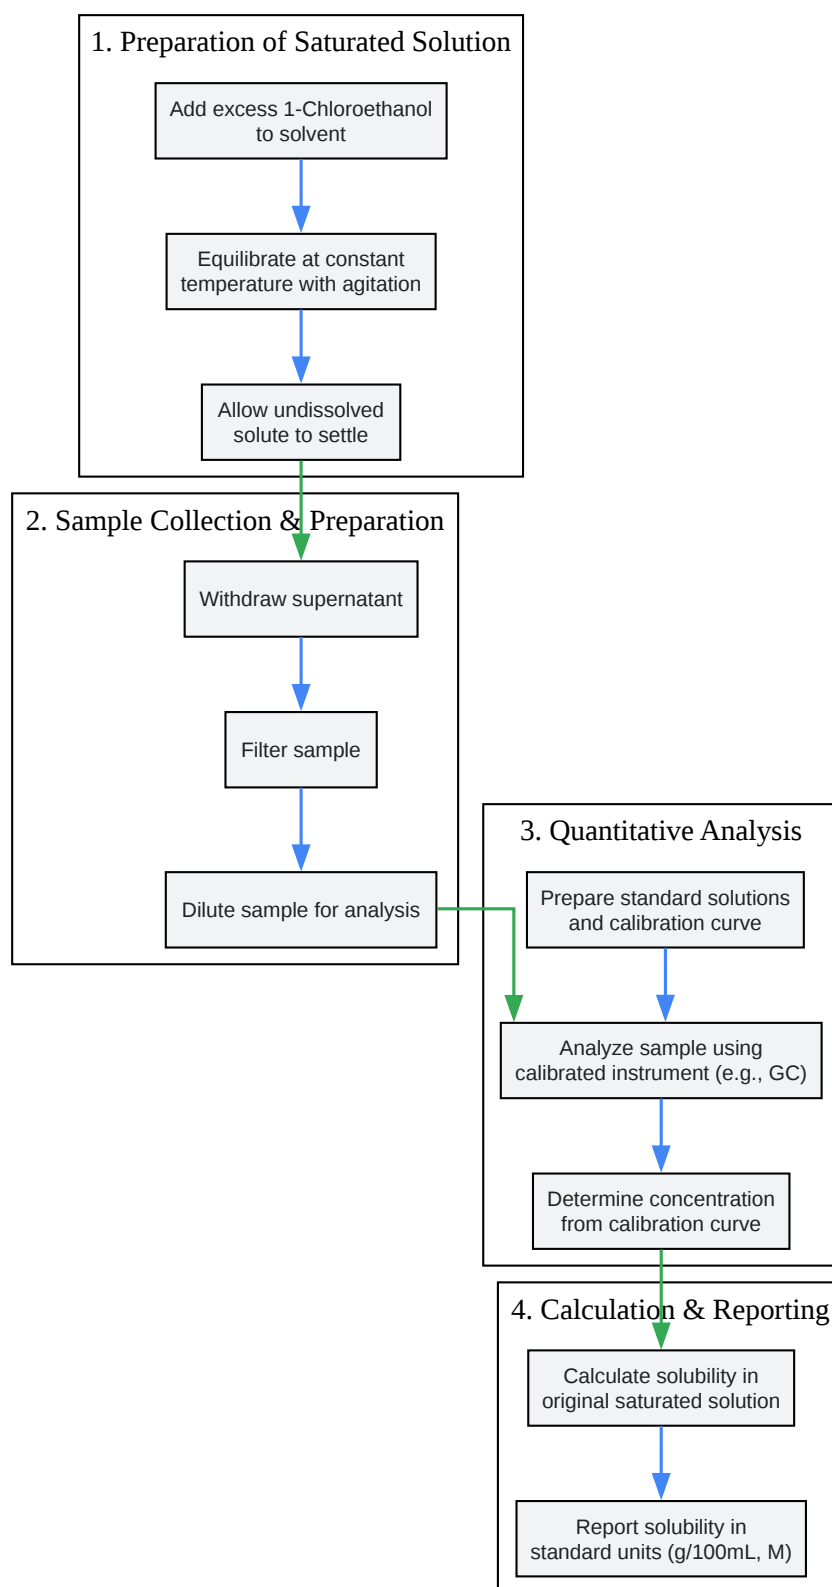 1. Preparation of Saturated Solution
Add excess 1-Chloroethanol
to solvent
Equilibrate at constant
temperature with agitation
Allow undissolved
solute to settle
2. Sample Collection & Preparation
Withdraw supernatant
Filter sample
Dilute sample for analysis
3. Quantitative Analysis
Prepare standard solutions
and calibration curve
Analyze sample using
calibrated instrument (e.g., GC)
Determine concentration
from calibration curve
4. Calculation & Reporting
Calculate solubility in
original saturated solution
Report solubility in
standard units (g/100mL, M)